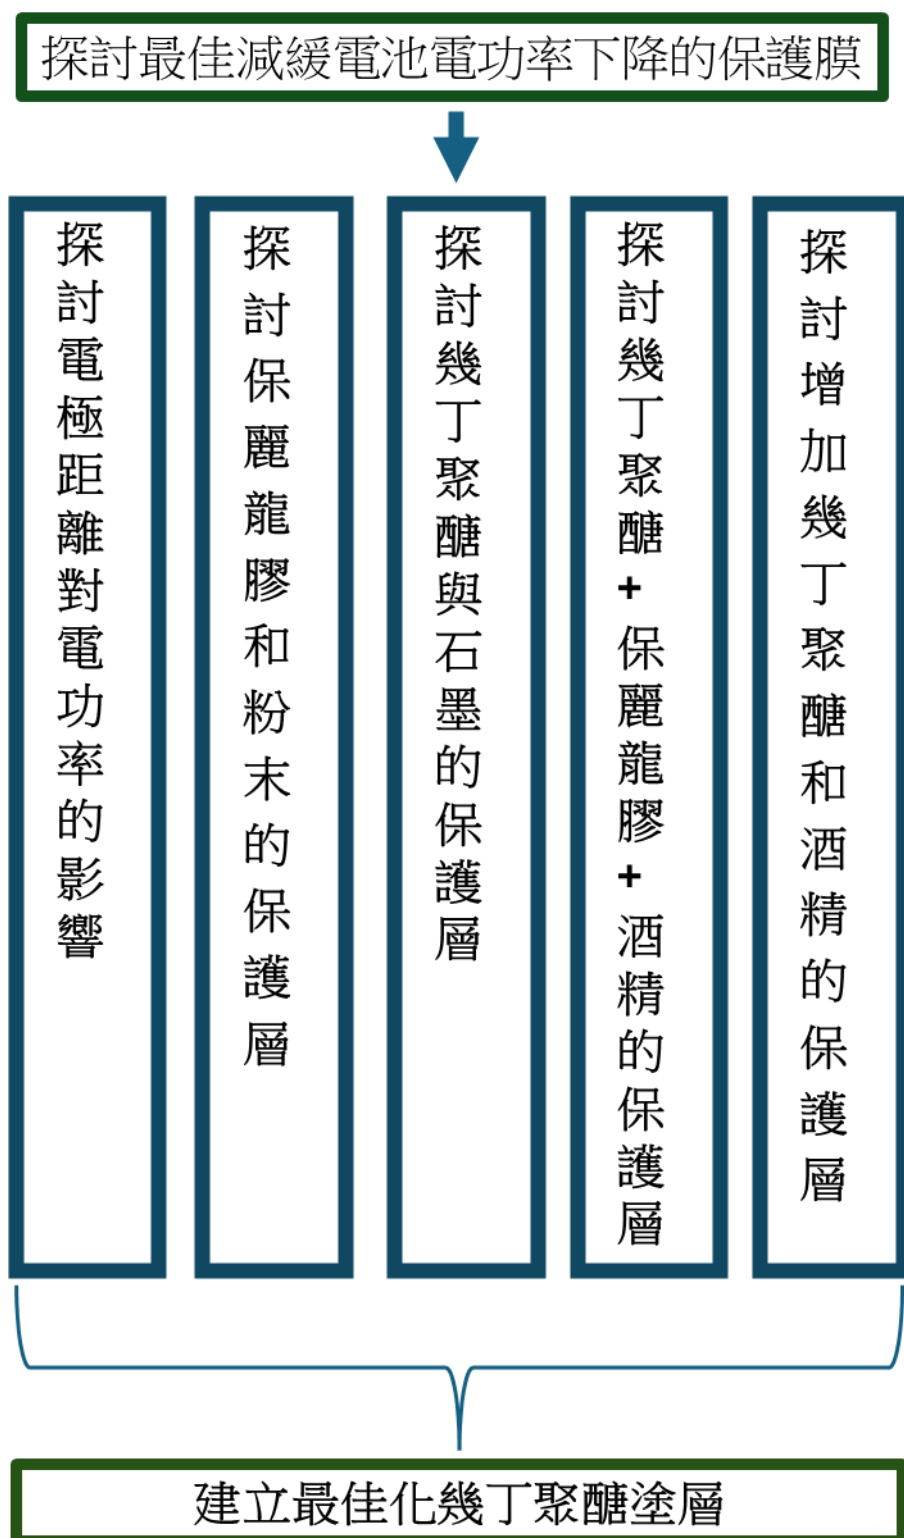 探討最佳減緩電池電功率下降的保護膜
探討電極距離對電功率的影響
探討保麗龍膠和粉末的保護層
探討幾丁聚醣與石墨的保護層
探討幾丁聚醣+保麗龍膠+酒精的保護層
探討增加幾丁聚醣和酒精的保護層
建立最佳化幾丁聚醣塗層